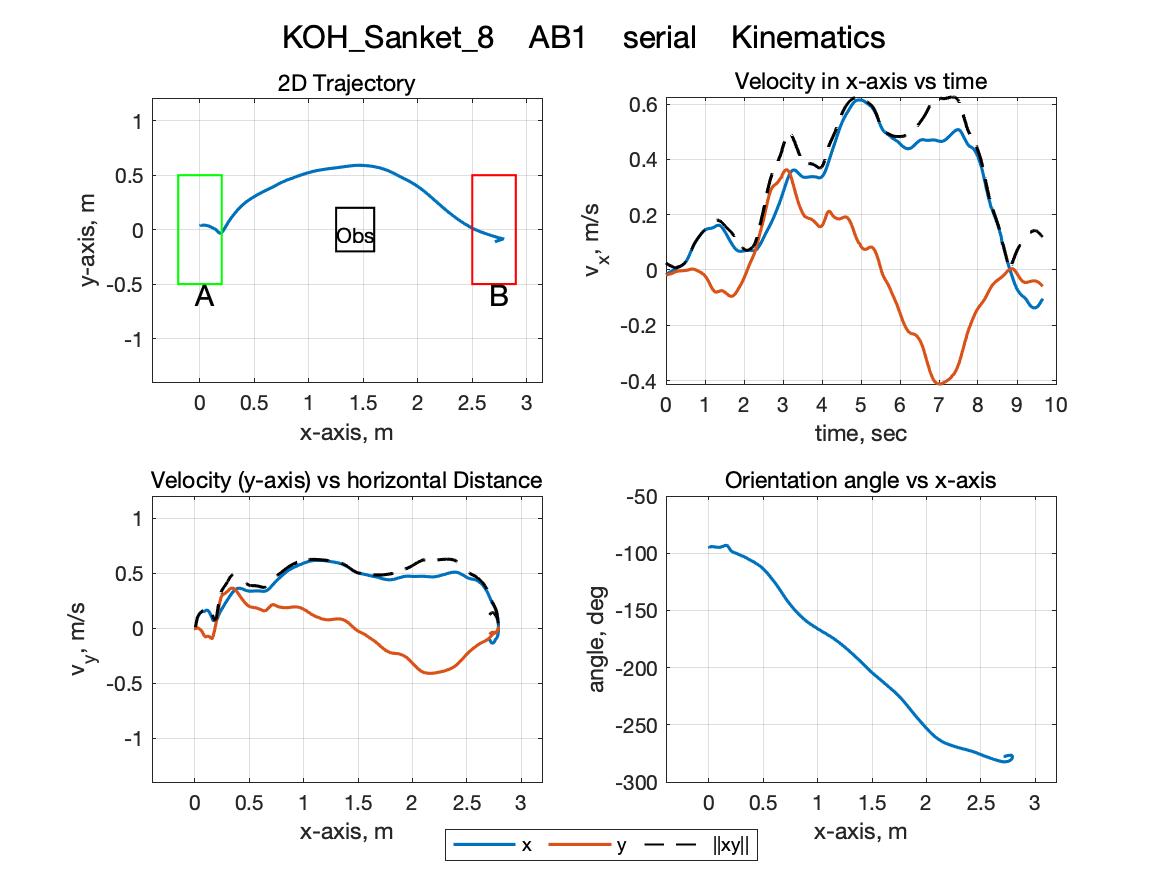 KOH_Sanket_8 AB1 serial Kinematics
2D Trajectory
1
0.5
0
-0.5
-1
y-axis, m
Obs
A
B
0 0.5 1 1.5 2 2.5 3
x-axis, m
Velocity in x-axis vs time
0.6
0.4
0.2
0
-0.2
-0.4
v_x, m/s
0 1 2 3 4 5 6 7 8 9 10
time, sec
Velocity (y-axis) vs horizontal Distance
1
0.5
0
-0.5
-1
v_y, m/s
0 0.5 1 1.5 2 2.5 3
x-axis, m
Orientation angle vs x-axis
-50
-100
-150
-200
-250
-300
angle, deg
0 0.5 1 1.5 2 2.5 3
x-axis, m
x y ||xy||